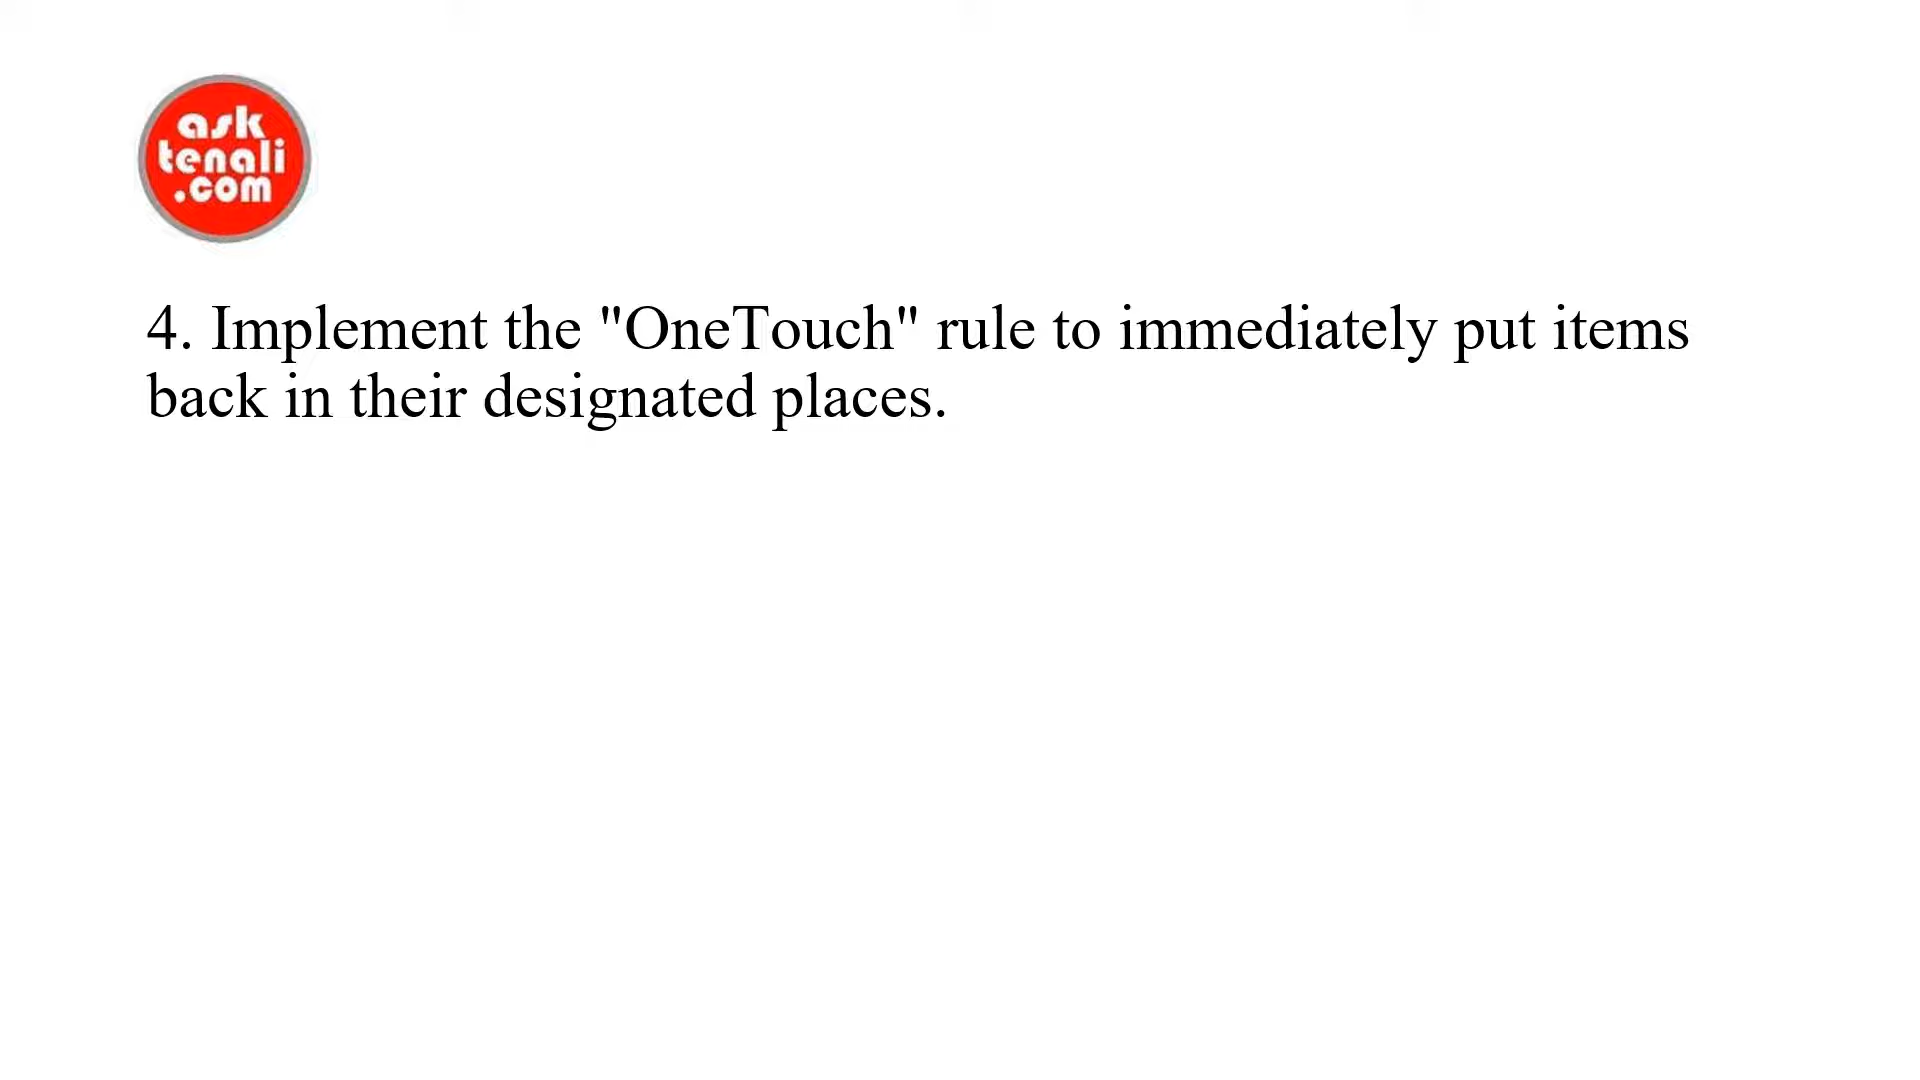 ask
tenali
.com
4. Implement the "OneTouch" rule to immediately put items
back in their designated places.